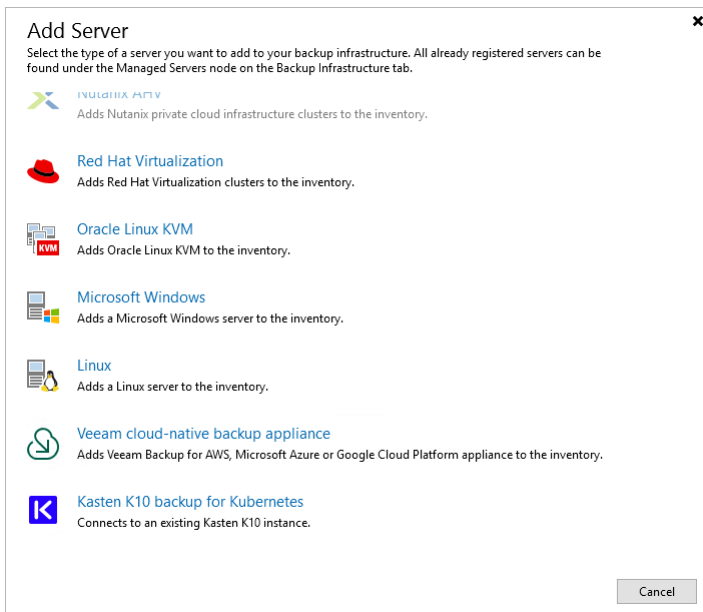 Add Server
Select the type of a server you want to add to your backup infrastructure. All already registered servers can be
found under the Managed Servers node on the Backup Infrastructure tab.
Nutanix AHV
Adds Nutanix private cloud infrastructure clusters to the inventory.
Red Hat Virtualization
Adds Red Hat Virtualization clusters to the inventory.
Oracle Linux KVM
KVM
Adds Oracle Linux KVM to the inventory.
Microsoft Windows
Adds a Microsoft Windows server to the inventory.
Linux
Adds a Linux server to the inventory.
Veeam cloud-native backup appliance
Adds Veeam Backup for AWS, Microsoft Azure or Google Cloud Platform appliance to the inventory.
K
Kasten K10 backup for Kubernetes
Connects to an existing Kasten K10 instance.
Cancel